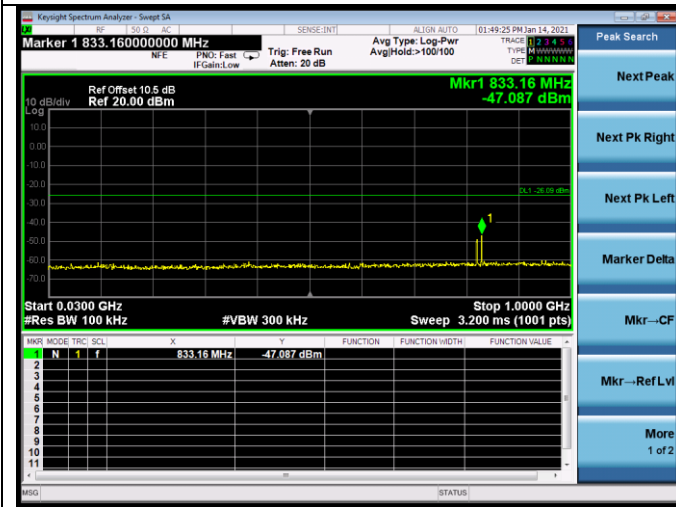 Keysight Spectrum Analyzer - Swept SA
RF 50 Ω AC SENSE:INT ALIGN AUTO 01:49:25 PM Jan 14, 2021
Marker 1 833.160000000 MHz
NFE PNO: Fast IFGain:Low
Trig: Free Run
Atten: 20 dB
Avg Type: Log-Pwr
Avg|Hold:>100/100
TRACE 1 2 3 4 5 6
TYPE M W W W W W
DET P N N N N N
Mkr1 833.16 MHz
-47.087 dBm
Ref Offset 10.5 dB
10 dB/div Ref 20.00 dBm
Log
10.0
0.00
-10.0
-20.0
DL1 -26.09 dBm
-30.0
-40.0
1
-50.0
-60.0
-70.0
Start 0.0300 GHz Stop 1.0000 GHz
#Res BW 100 kHz #VBW 300 kHz Sweep 3.200 ms (1001 pts)
MKR MODE TRC SCL X Y FUNCTION FUNCTION WIDTH FUNCTION VALUE
1 N 1 f 833.16 MHz -47.087 dBm
2
3
4
5
6
7
8
9
10
11
MSG STATUS
Peak Search
Next Peak
Next Pk Right
Next Pk Left
Marker Delta
Mkr→CF
Mkr→Ref Lvl
More
1 of 2